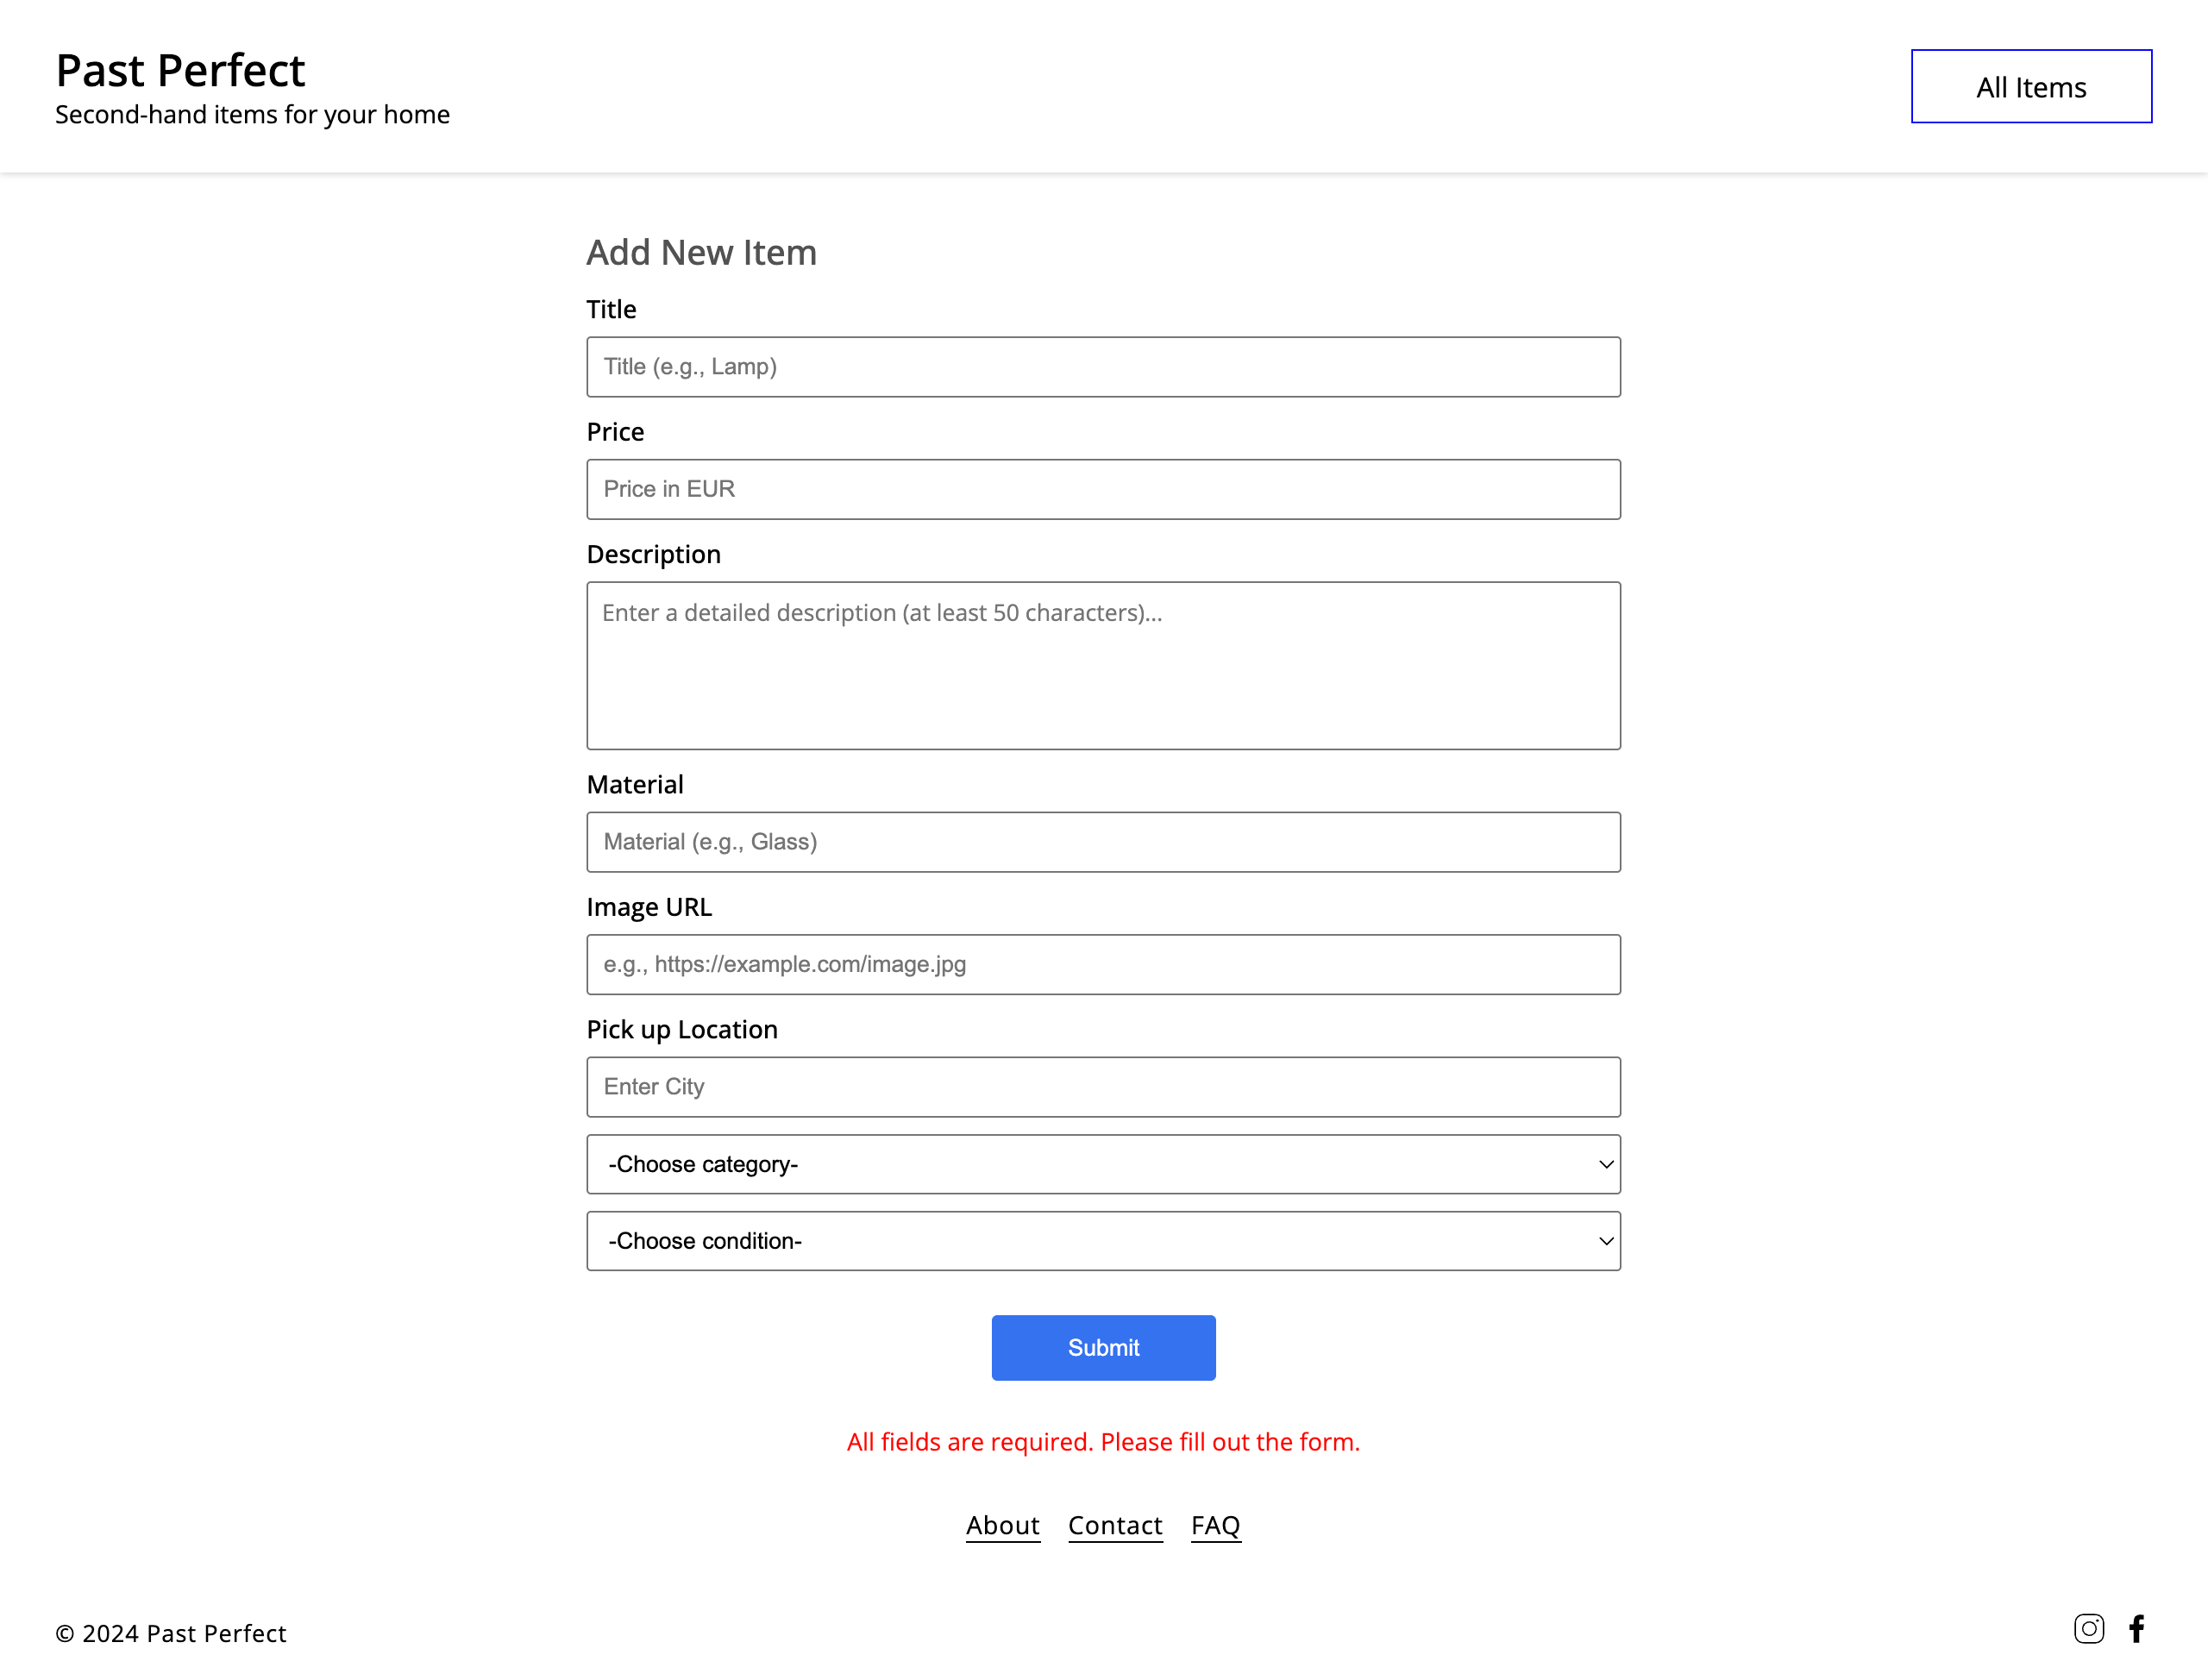 Past Perfect
Second-hand items for your home
All Items
Add New Item
Title
Title (e.g., Lamp)
Price
Price in EUR
Description
Enter a detailed description (at least 50 characters)...
Material
Material (e.g., Glass)
Image URL
e.g., https://example.com/image.jpg
Pick up Location
Enter City
-Choose category-
-Choose condition-
Submit
All fields are required. Please fill out the form.
About Contact FAQ
© 2024 Past Perfect